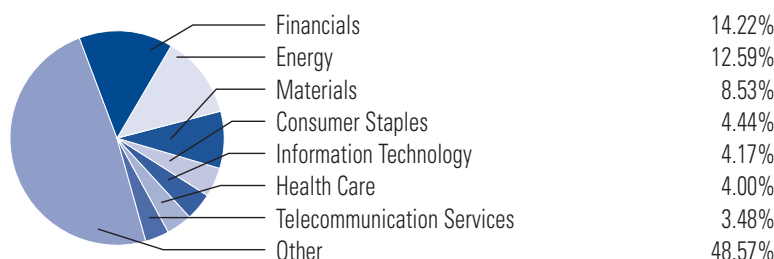 Financials 14.22%
Energy 12.59%
Materials 8.53%
Consumer Staples 4.44%
Information Technology 4.17%
Health Care 4.00%
Telecommunication Services 3.48%
Other 48.57%